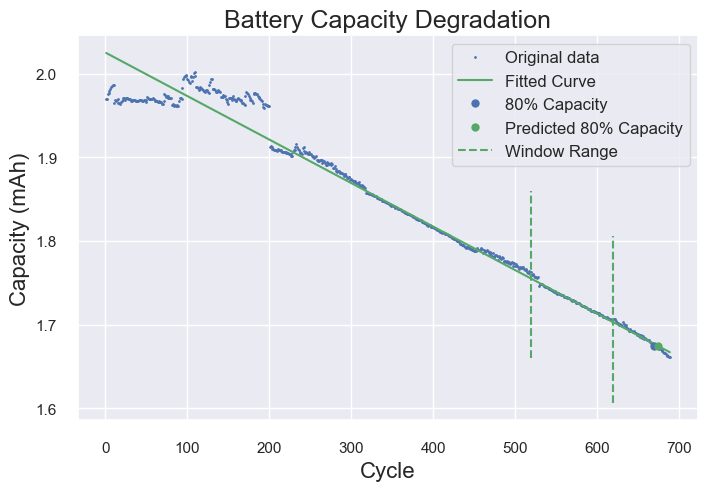 Battery Capacity Degradation
Original data
Fitted Curve
80% Capacity
Predicted 80% Capacity
Window Range
Capacity (mAh)
2.0
1.9
1.8
1.7
1.6
0 100 200 300 400 500 600 700
Cycle